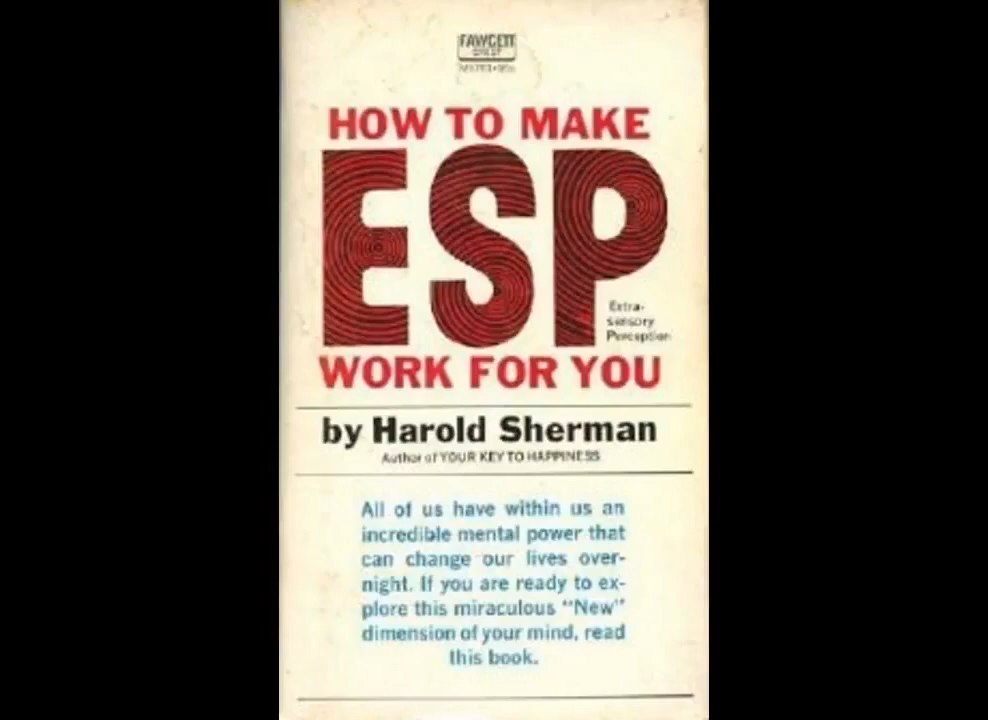 FAWCETT
CREST
HOW TO MAKE
ESP
Extra-
sensory
Perception
WORK FOR YOU
by Harold Sherman
Author of YOUR KEY TO HAPPINESS
All of us have within us an
incredible mental power that
can change our lives over-
night. If you are ready to ex-
plore this miraculous "New"
dimension of your mind, read
this book.